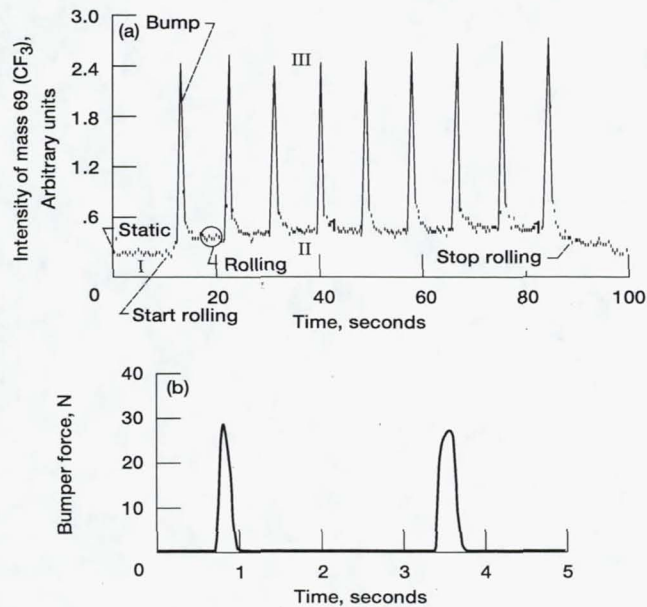 3.0
(a)
Bump
2.4
III
1.8
1.2
.6
Static
I
II
Rolling
Stop rolling
Start rolling
0
20
40
60
80
100
Time, seconds
Intensity of mass 69 (CF3),
Arbitrary units
40
(b)
30
20
10
0
1
2
3
4
5
Time, seconds
Bumper force, N